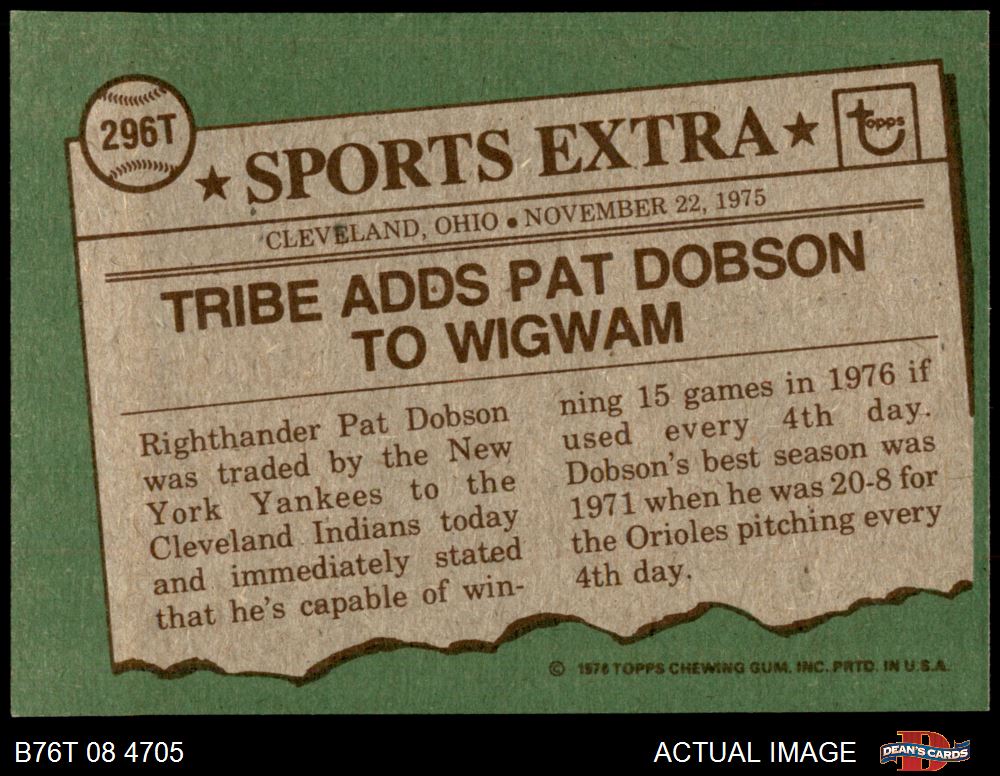 296T
★ SPORTS EXTRA ★
topps
CLEVELAND, OHIO • NOVEMBER 22, 1975
TRIBE ADDS PAT DOBSON
TO WIGWAM
Righthander Pat Dobson
was traded by the New
York Yankees to the
Cleveland Indians today
and immediately stated
that he's capable of win-
ning 15 games in 1976 if
used every 4th day.
Dobson's best season was
1971 when he was 20-8 for
the Orioles pitching every
4th day.
© 1976 TOPPS CHEWING GUM, INC. PRTD. IN U.S.A.
B76T 08 4705
ACTUAL IMAGE
DEAN'S CARDS